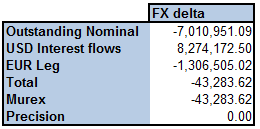 FX delta
Outstanding Nominal -7,010,951.09
USD Interest flows 8,274,172.50
EUR Leg -1,306,505.02
Total -43,283.62
Murex -43,283.62
Precision 0.00